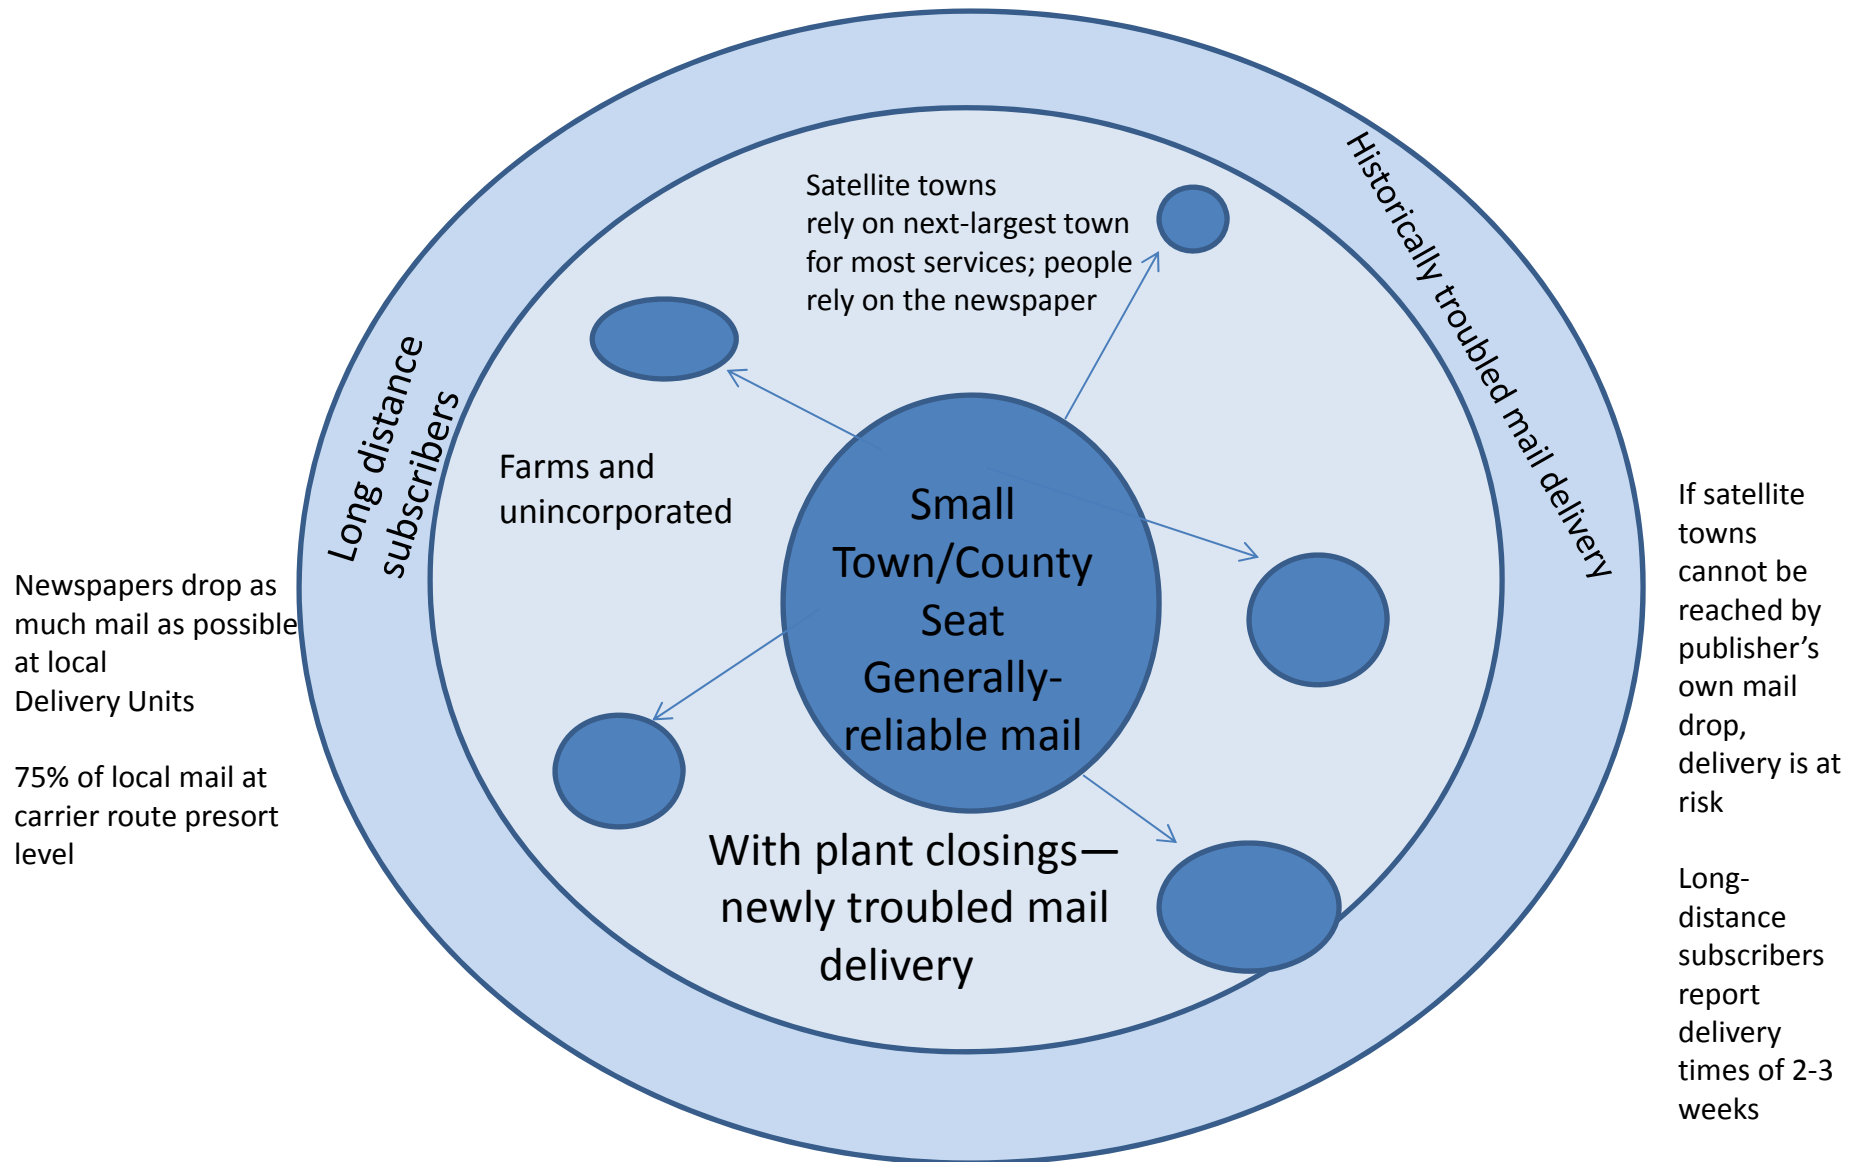 Satellite towns
rely on next-largest town
for most services; people
rely on the newspaper
Historically troubled mail delivery
Long distance
subscribers
Farms and
unincorporated
Small
Town/County
Seat
Generally-
reliable mail
With plant closings—
newly troubled mail
delivery
Newspapers drop as
much mail as possible
at local
Delivery Units
75% of local mail at
carrier route presort
level
If satellite
towns
cannot be
reached by
publisher’s
own mail
drop,
delivery is at
risk
Long-
distance
subscribers
report
delivery
times of 2-3
weeks